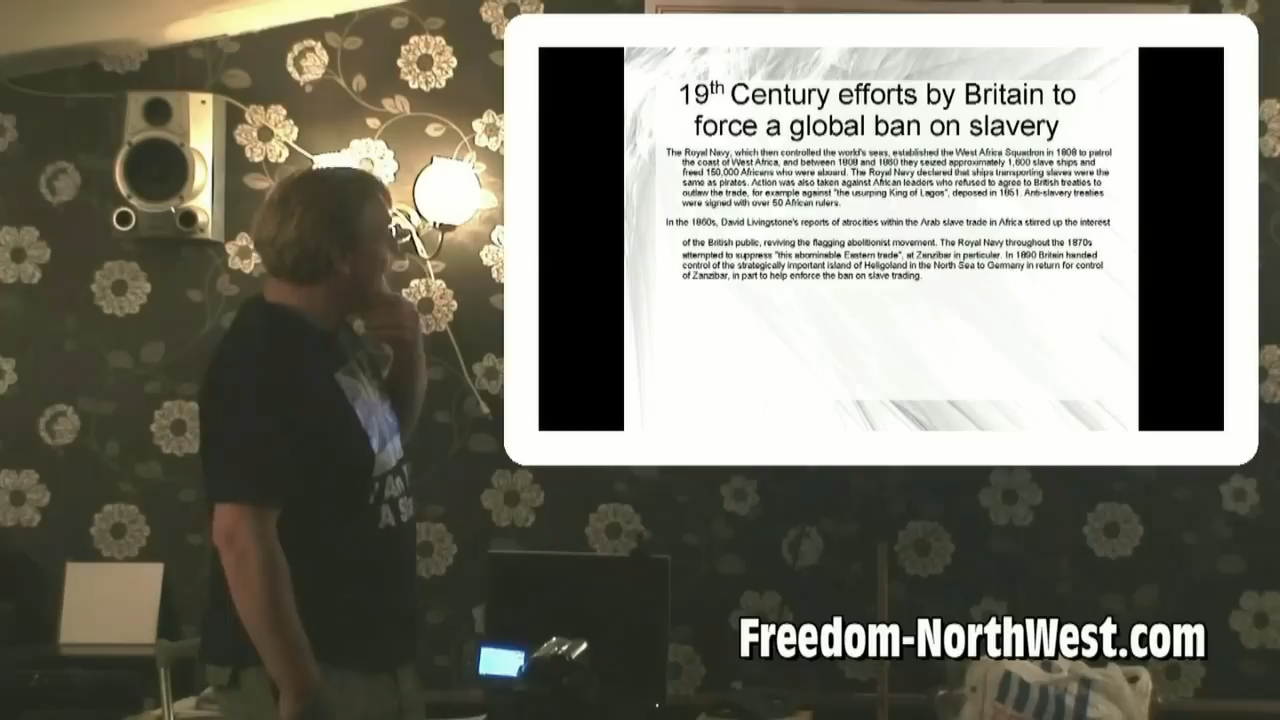 19th Century efforts by Britain to
force a global ban on slavery
The Royal Navy, which then controlled the world's seas, established the West Africa Squadron in 1808 to patrol
the coast of West Africa, and between 1808 and 1860 they seized approximately 1,600 slave ships and
freed 150,000 Africans who were aboard. The Royal Navy declared that ships transporting slaves were the
same as pirates. Action was also taken against African leaders who refused to agree to British treaties to
outlaw the trade, for example against "the usurping King of Lagos", deposed in 1851. Anti-slavery treaties
were signed with over 50 African rulers.
In the 1860s, David Livingstone's reports of atrocities within the Arab slave trade in Africa stirred up the interest
of the British public, reviving the flagging abolitionist movement. The Royal Navy throughout the 1870s
attempted to suppress "this abominable Eastern trade", at Zanzibar in particular. In 1890 Britain handed
control of the strategically important island of Heligoland in the North Sea to Germany in return for control
of Zanzibar, in part to help enforce the ban on slave trading.
Freedom-NorthWest.com